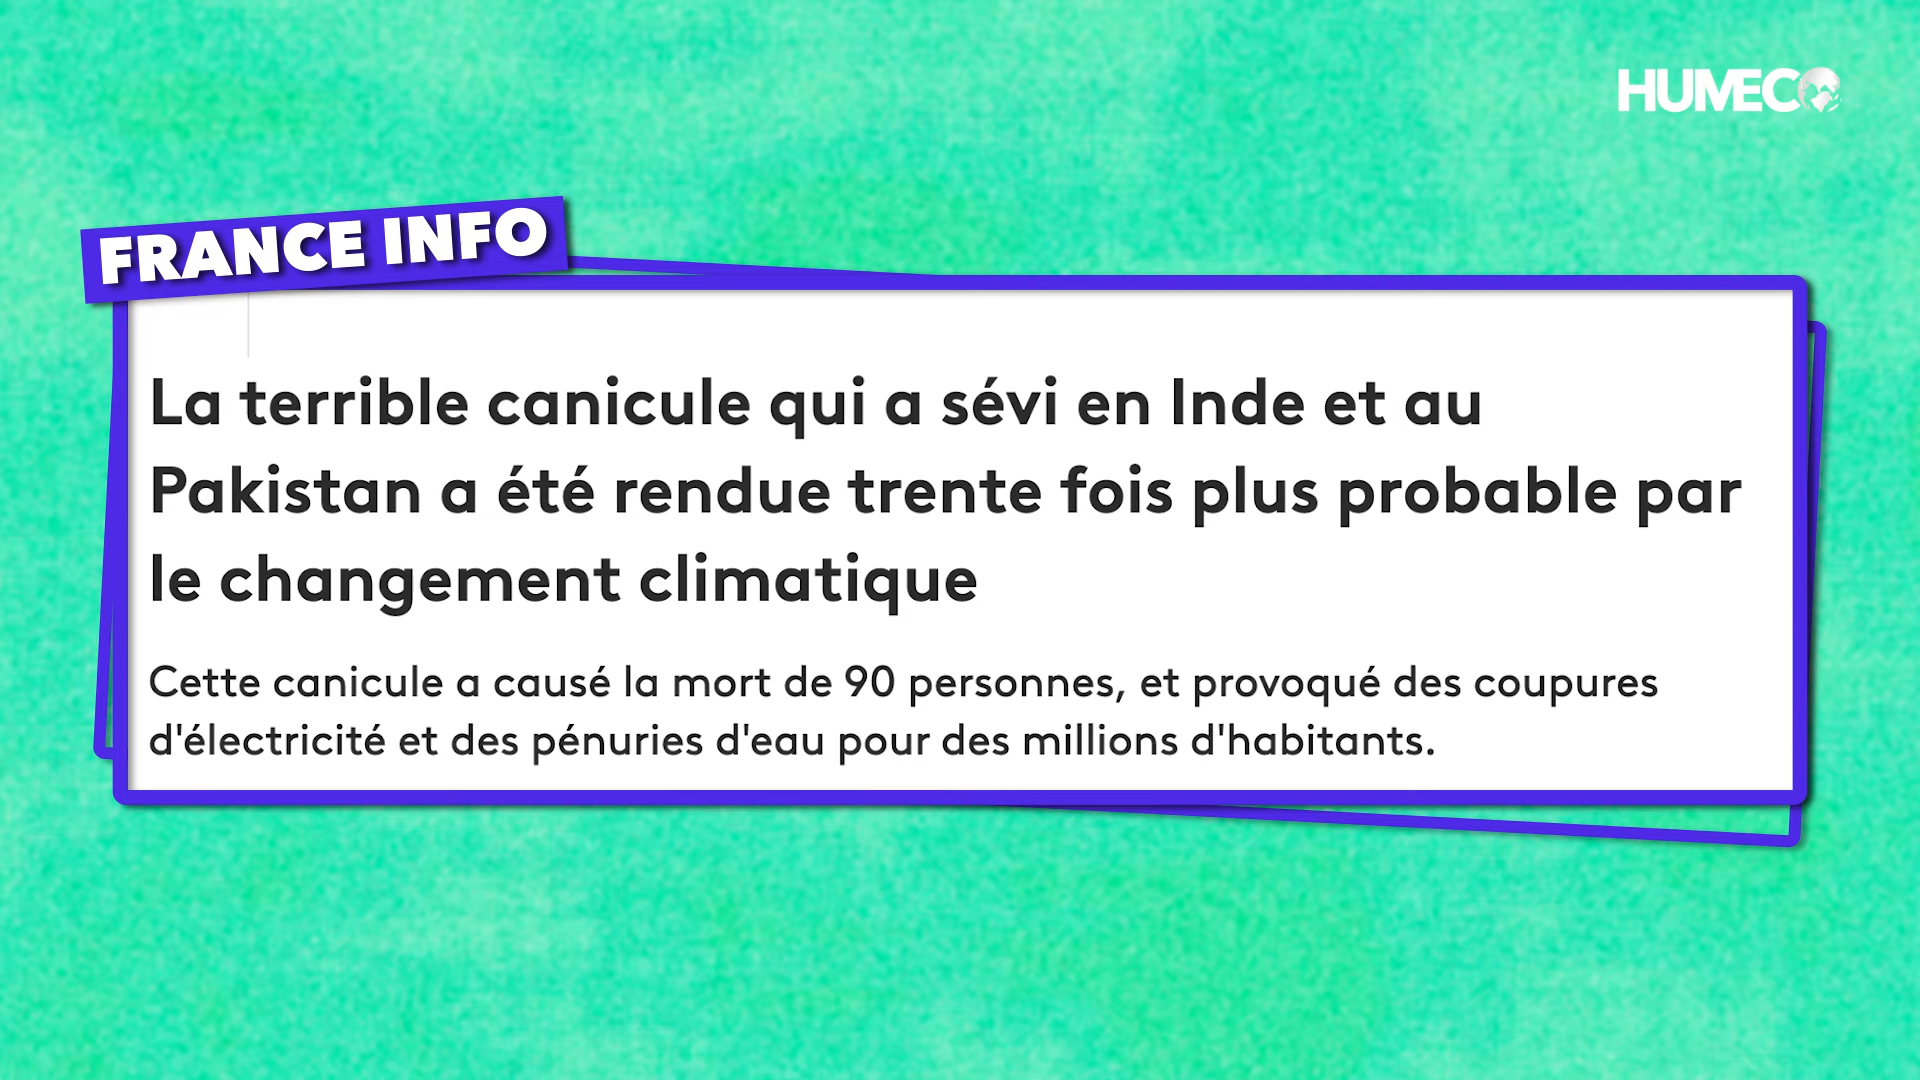 HUMECO
FRANCE INFO
La terrible canicule qui a sévi en Inde et au
Pakistan a été rendue trente fois plus probable par
le changement climatique
Cette canicule a causé la mort de 90 personnes, et provoqué des coupures
d'électricité et des pénuries d'eau pour des millions d'habitants.